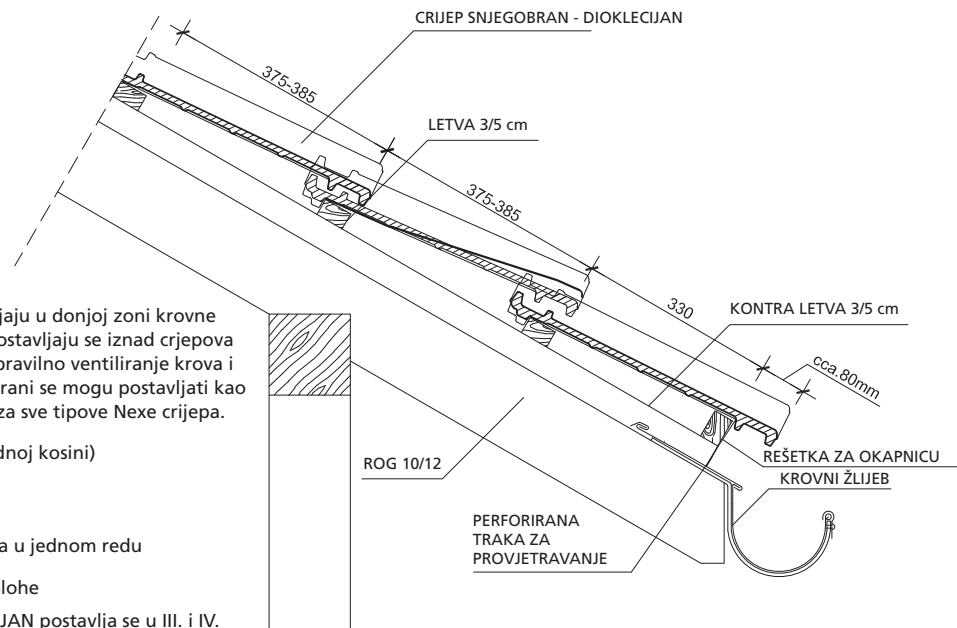 CRIJEP SNJEGOBRAN - DIOKLECIJAN
375-385
LETVA 3/5 cm
375-385
330
KONTRA LETVA 3/5 cm
cca.80mm
jaju u donjoj zoni krovne
ostavljaju se iznad crjepova
pravilno ventiliranje krova i
rani se mogu postavljati kao
za sve tipove Nexe crijepa.
dnoj kosini)
ROG 10/12
REŠETKA ZA OKAPNICU
KROVNI ŽLIJEB
PERFORIRANA
TRAKA ZA
PROVJETRAVANJE
a u jednom redu
lohe
JAN postavlja se u III. i IV.